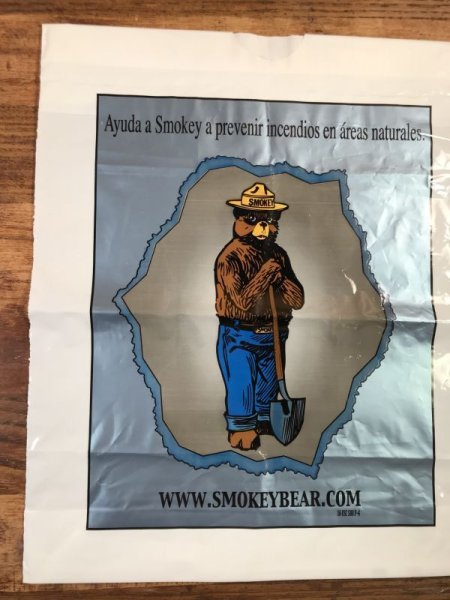 Ayuda a Smokey a prevenir incendios en áreas naturales.
SMOKEY
WWW.SMOKEYBEAR.COM